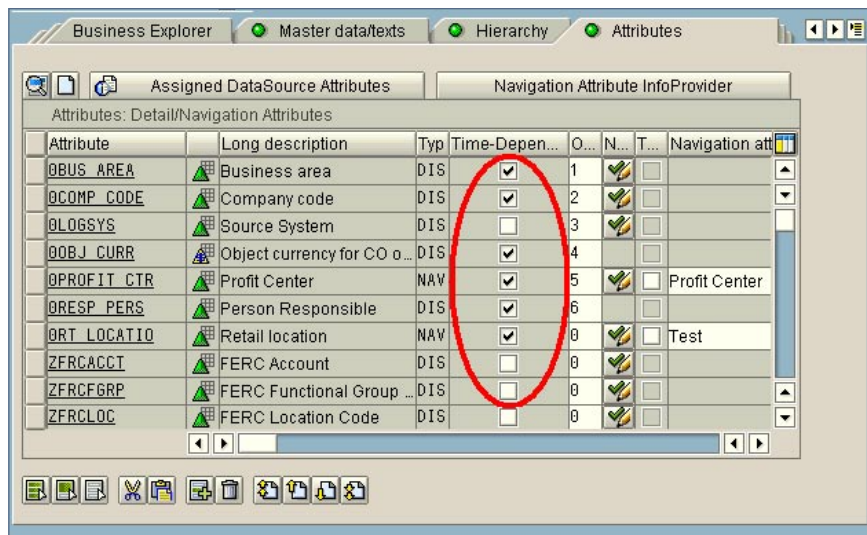 Business Explorer Master data/texts Hierarchy Attributes
Assigned DataSource Attributes Navigation Attribute InfoProvider
Attributes: Detail/Navigation Attributes
Attribute Long description Typ Time-Depen... O... N... T... Navigation att
0BUS_AREA Business area DIS 1
0COMP_CODE Company code DIS 2
0LOGSYS Source System DIS 3
0OBJ_CURR Object currency for CO o... DIS 4
0PROFIT_CTR Profit Center NAV 5 Profit Center
0RESP_PERS Person Responsible DIS 6
0RT_LOCATIO Retail location NAV 0 Test
ZFRCACCT FERC Account DIS 0
ZFRCFGRP FERC Functional Group ... DIS 0
ZFRCLOC FERC Location Code DIS 0